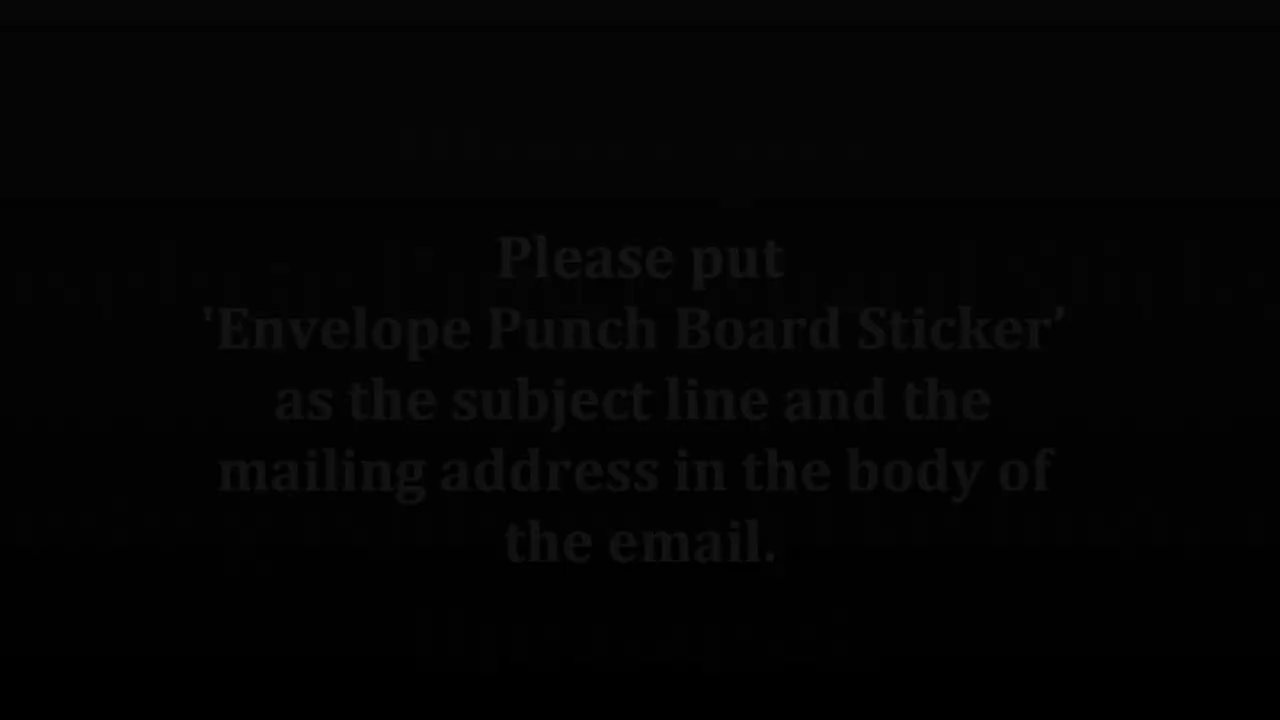 Please put
'Envelope Punch Board Sticker'
as the subject line and the
mailing address in the body of
the email.